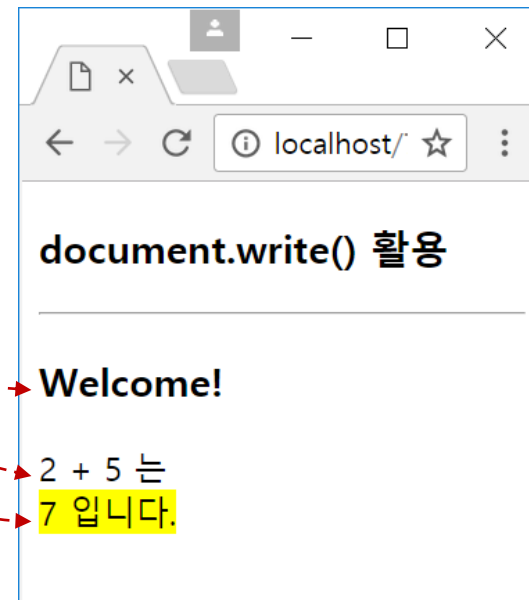 localhost/
document.write() 활용
Welcome!
2 + 5 는
7 입니다.